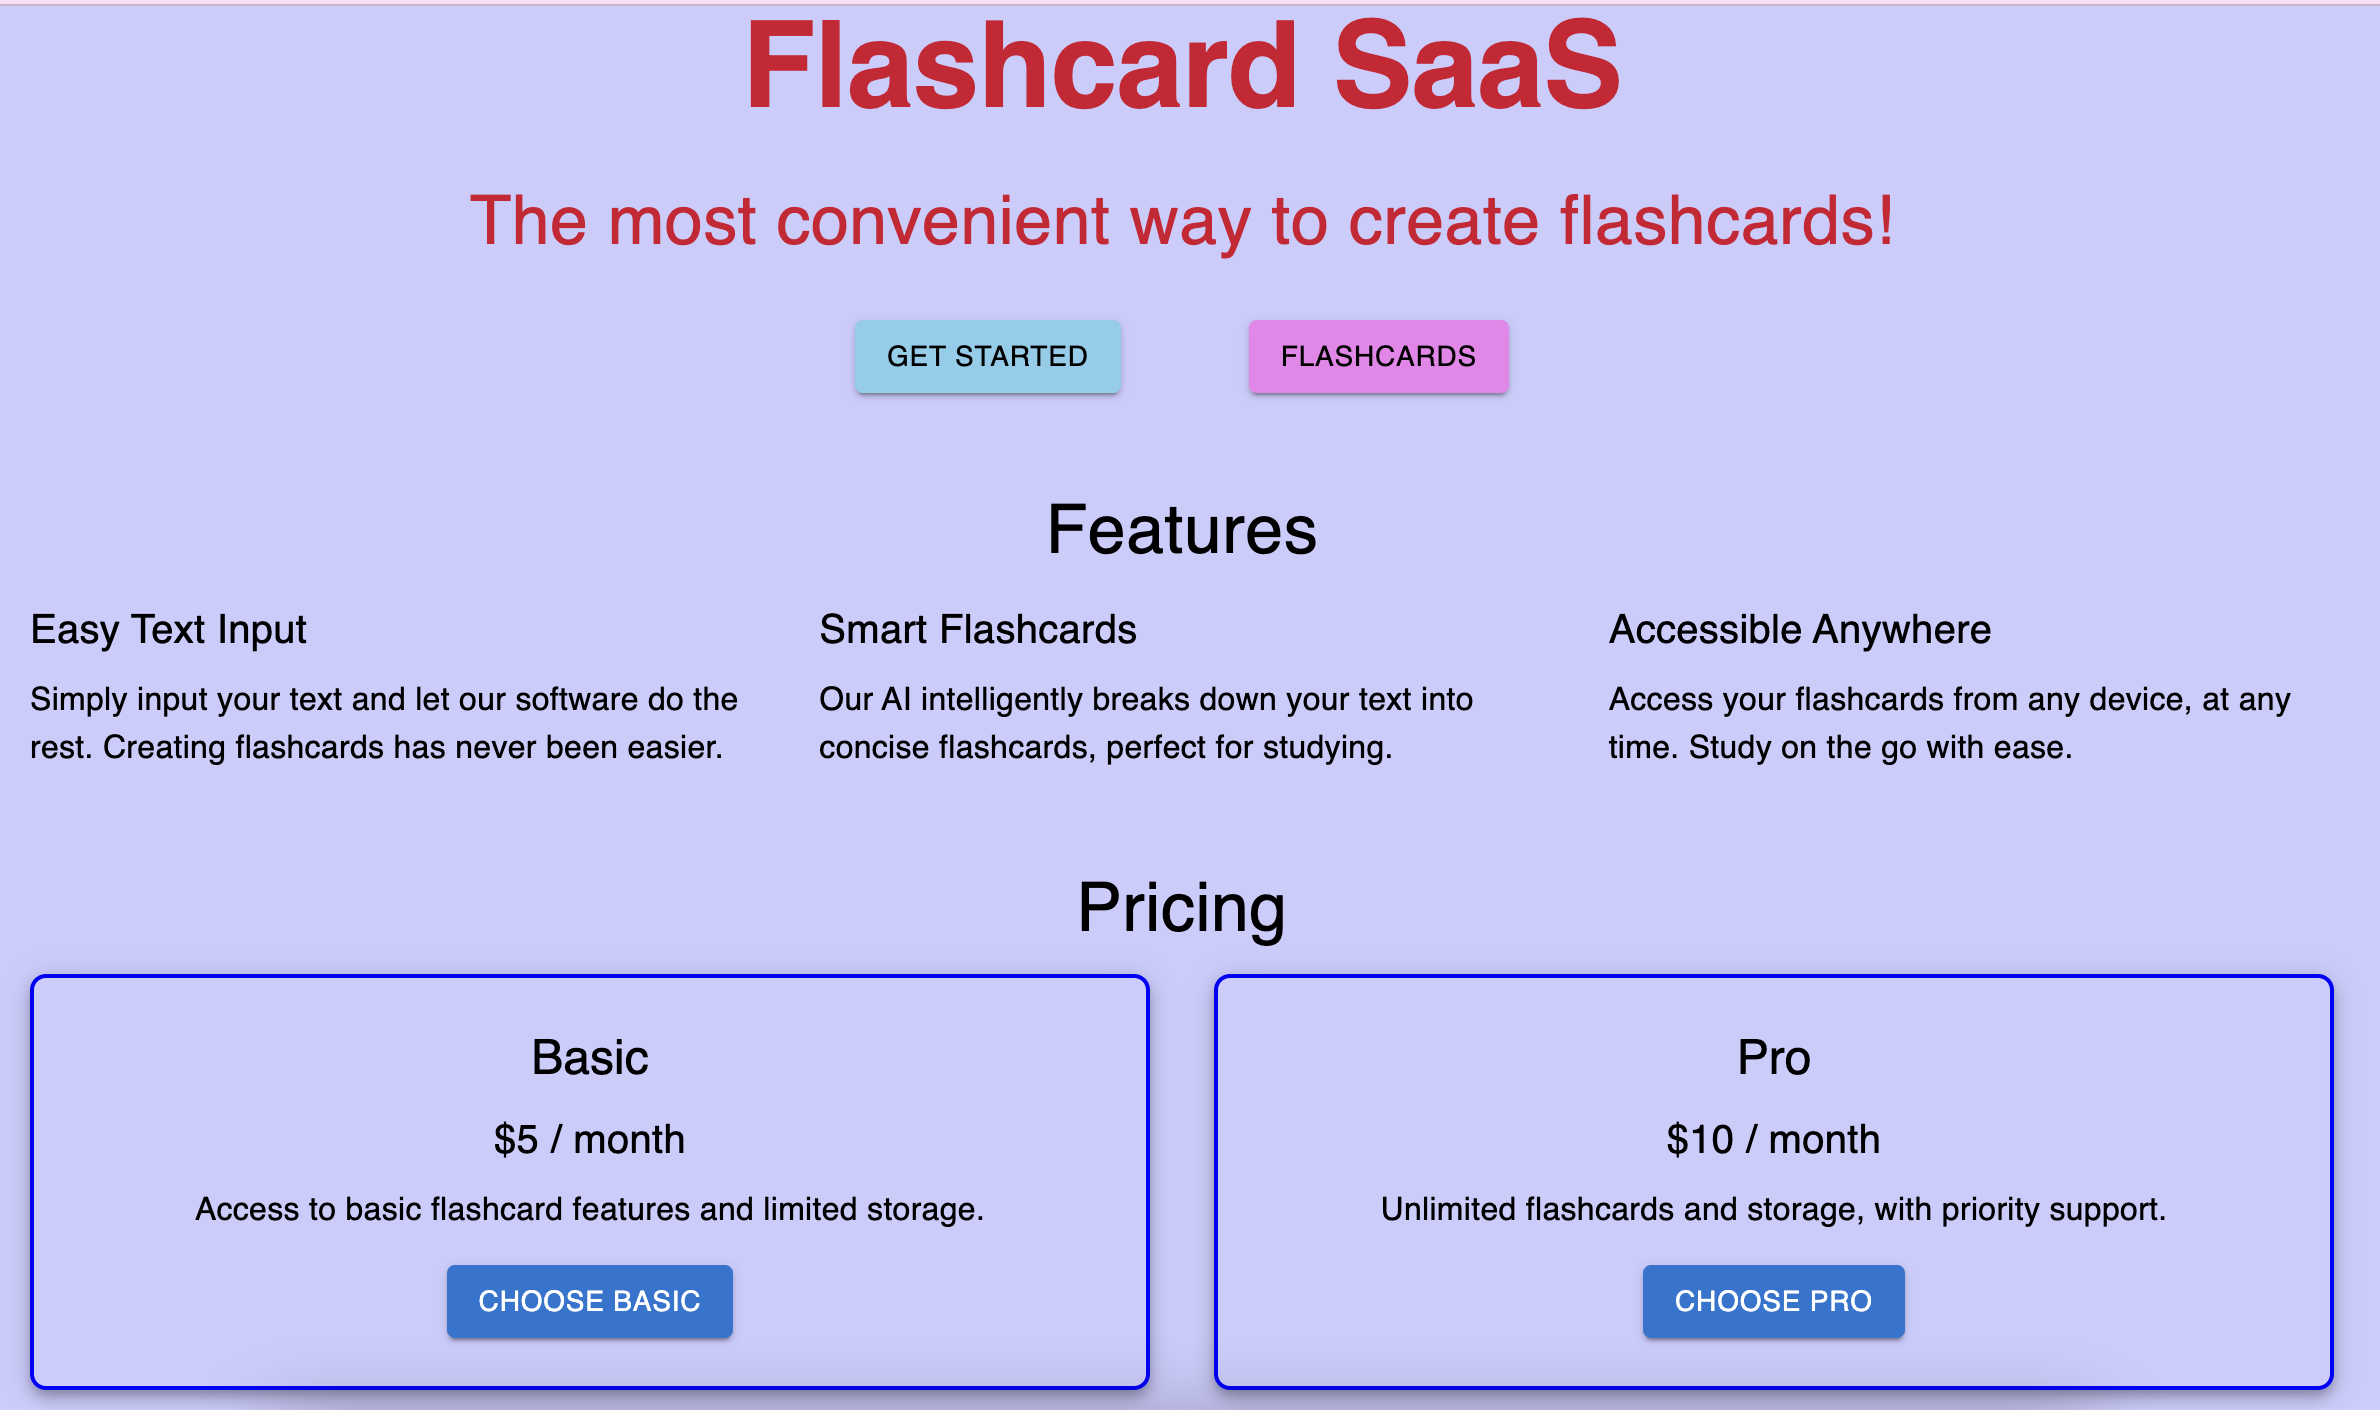 Flashcard SaaS
The most convenient way to create flashcards!
GET STARTED
FLASHCARDS
Features
Easy Text Input
Simply input your text and let our software do the
rest. Creating flashcards has never been easier.
Smart Flashcards
Our AI intelligently breaks down your text into
concise flashcards, perfect for studying.
Accessible Anywhere
Access your flashcards from any device, at any
time. Study on the go with ease.
Pricing
Basic
$5 / month
Access to basic flashcard features and limited storage.
CHOOSE BASIC
Pro
$10 / month
Unlimited flashcards and storage, with priority support.
CHOOSE PRO